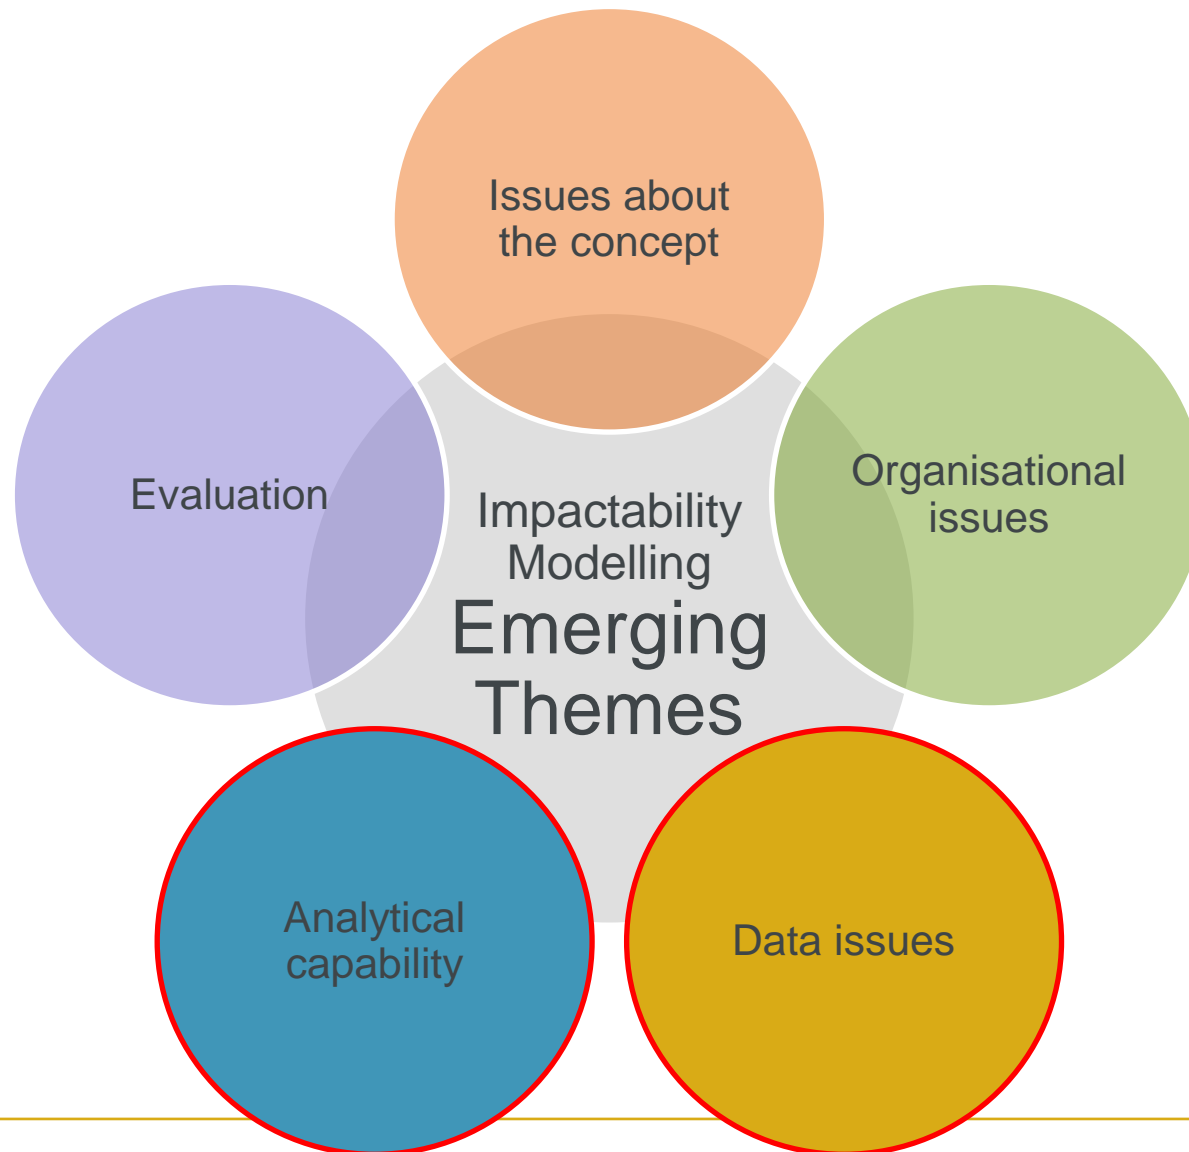 Issues about
the concept
Organisational
issues
Data issues
Analytical
capability
Evaluation
Impactability
Modelling
Emerging
Themes